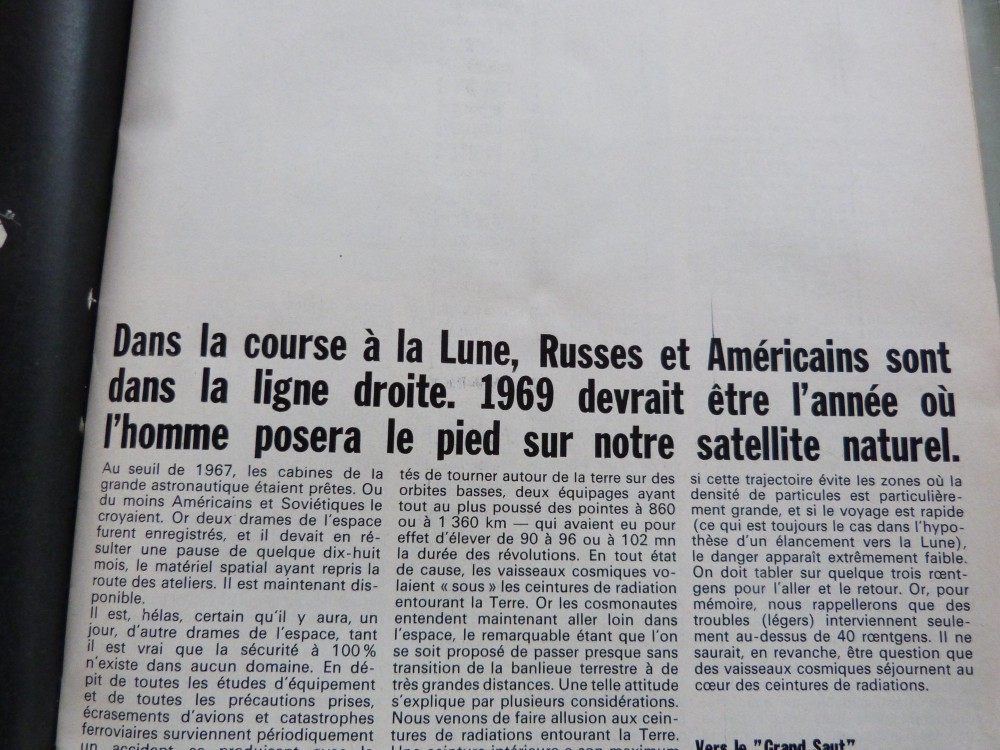 Dans la course à la Lune, Russes et Américains sont
dans la ligne droite. 1969 devrait être l'année où
l'homme posera le pied sur notre satellite naturel.
Au seuil de 1967, les cabines de la
grande astronautique étaient prêtes. Ou
du moins Américains et Soviétiques le
croyaient. Or deux drames de l'espace
furent enregistrés, et il devait en ré-
sulter une pause de quelque dix-huit
mois, le matériel spatial ayant repris la
route des ateliers. Il est maintenant dis-
ponible.
Il est, hélas, certain qu'il y aura, un
jour, d'autre drames de l'espace, tant
il est vrai que la sécurité à 100%
n'existe dans aucun domaine. En dé-
pit de toutes les études d'équipement
et de toutes les précautions prises,
écrasements d'avions et catastrophes
ferroviaires surviennent périodiquement
un accident se produisant avec le
tés de tourner autour de la terre sur des
orbites basses, deux équipages ayant
tout au plus poussé des pointes à 860
ou à 1 360 km — qui avaient eu pour
effet d'élever de 90 à 96 ou à 102 mn
la durée des révolutions. En tout état
de cause, les vaisseaux cosmiques vo-
laient « sous » les ceintures de radiation
entourant la Terre. Or les cosmonautes
entendent maintenant aller loin dans
l'espace, le remarquable étant que l'on
se soit proposé de passer presque sans
transition de la banlieue terrestre à de
très grandes distances. Une telle attitude
s'explique par plusieurs considérations.
Nous venons de faire allusion aux cein-
tures de radiations entourant la Terre.
Une ceinture intérieure a son maximum
si cette trajectoire évite les zones où la
densité de particules est particulière-
ment grande, et si le voyage est rapide
(ce qui est toujours le cas dans l'hypo-
thèse d'un élancement vers la Lune),
le danger apparaît extrêmement faible.
On doit tabler sur quelque trois rœnt-
gens pour l'aller et le retour. Or, pour
mémoire, nous rappellerons que des
troubles (légers) interviennent seule-
ment au-dessus de 40 rœntgens. Il ne
saurait, en revanche, être question que
des vaisseaux cosmiques séjournent au
cœur des ceintures de radiations.
Vers le "Grand Saut"